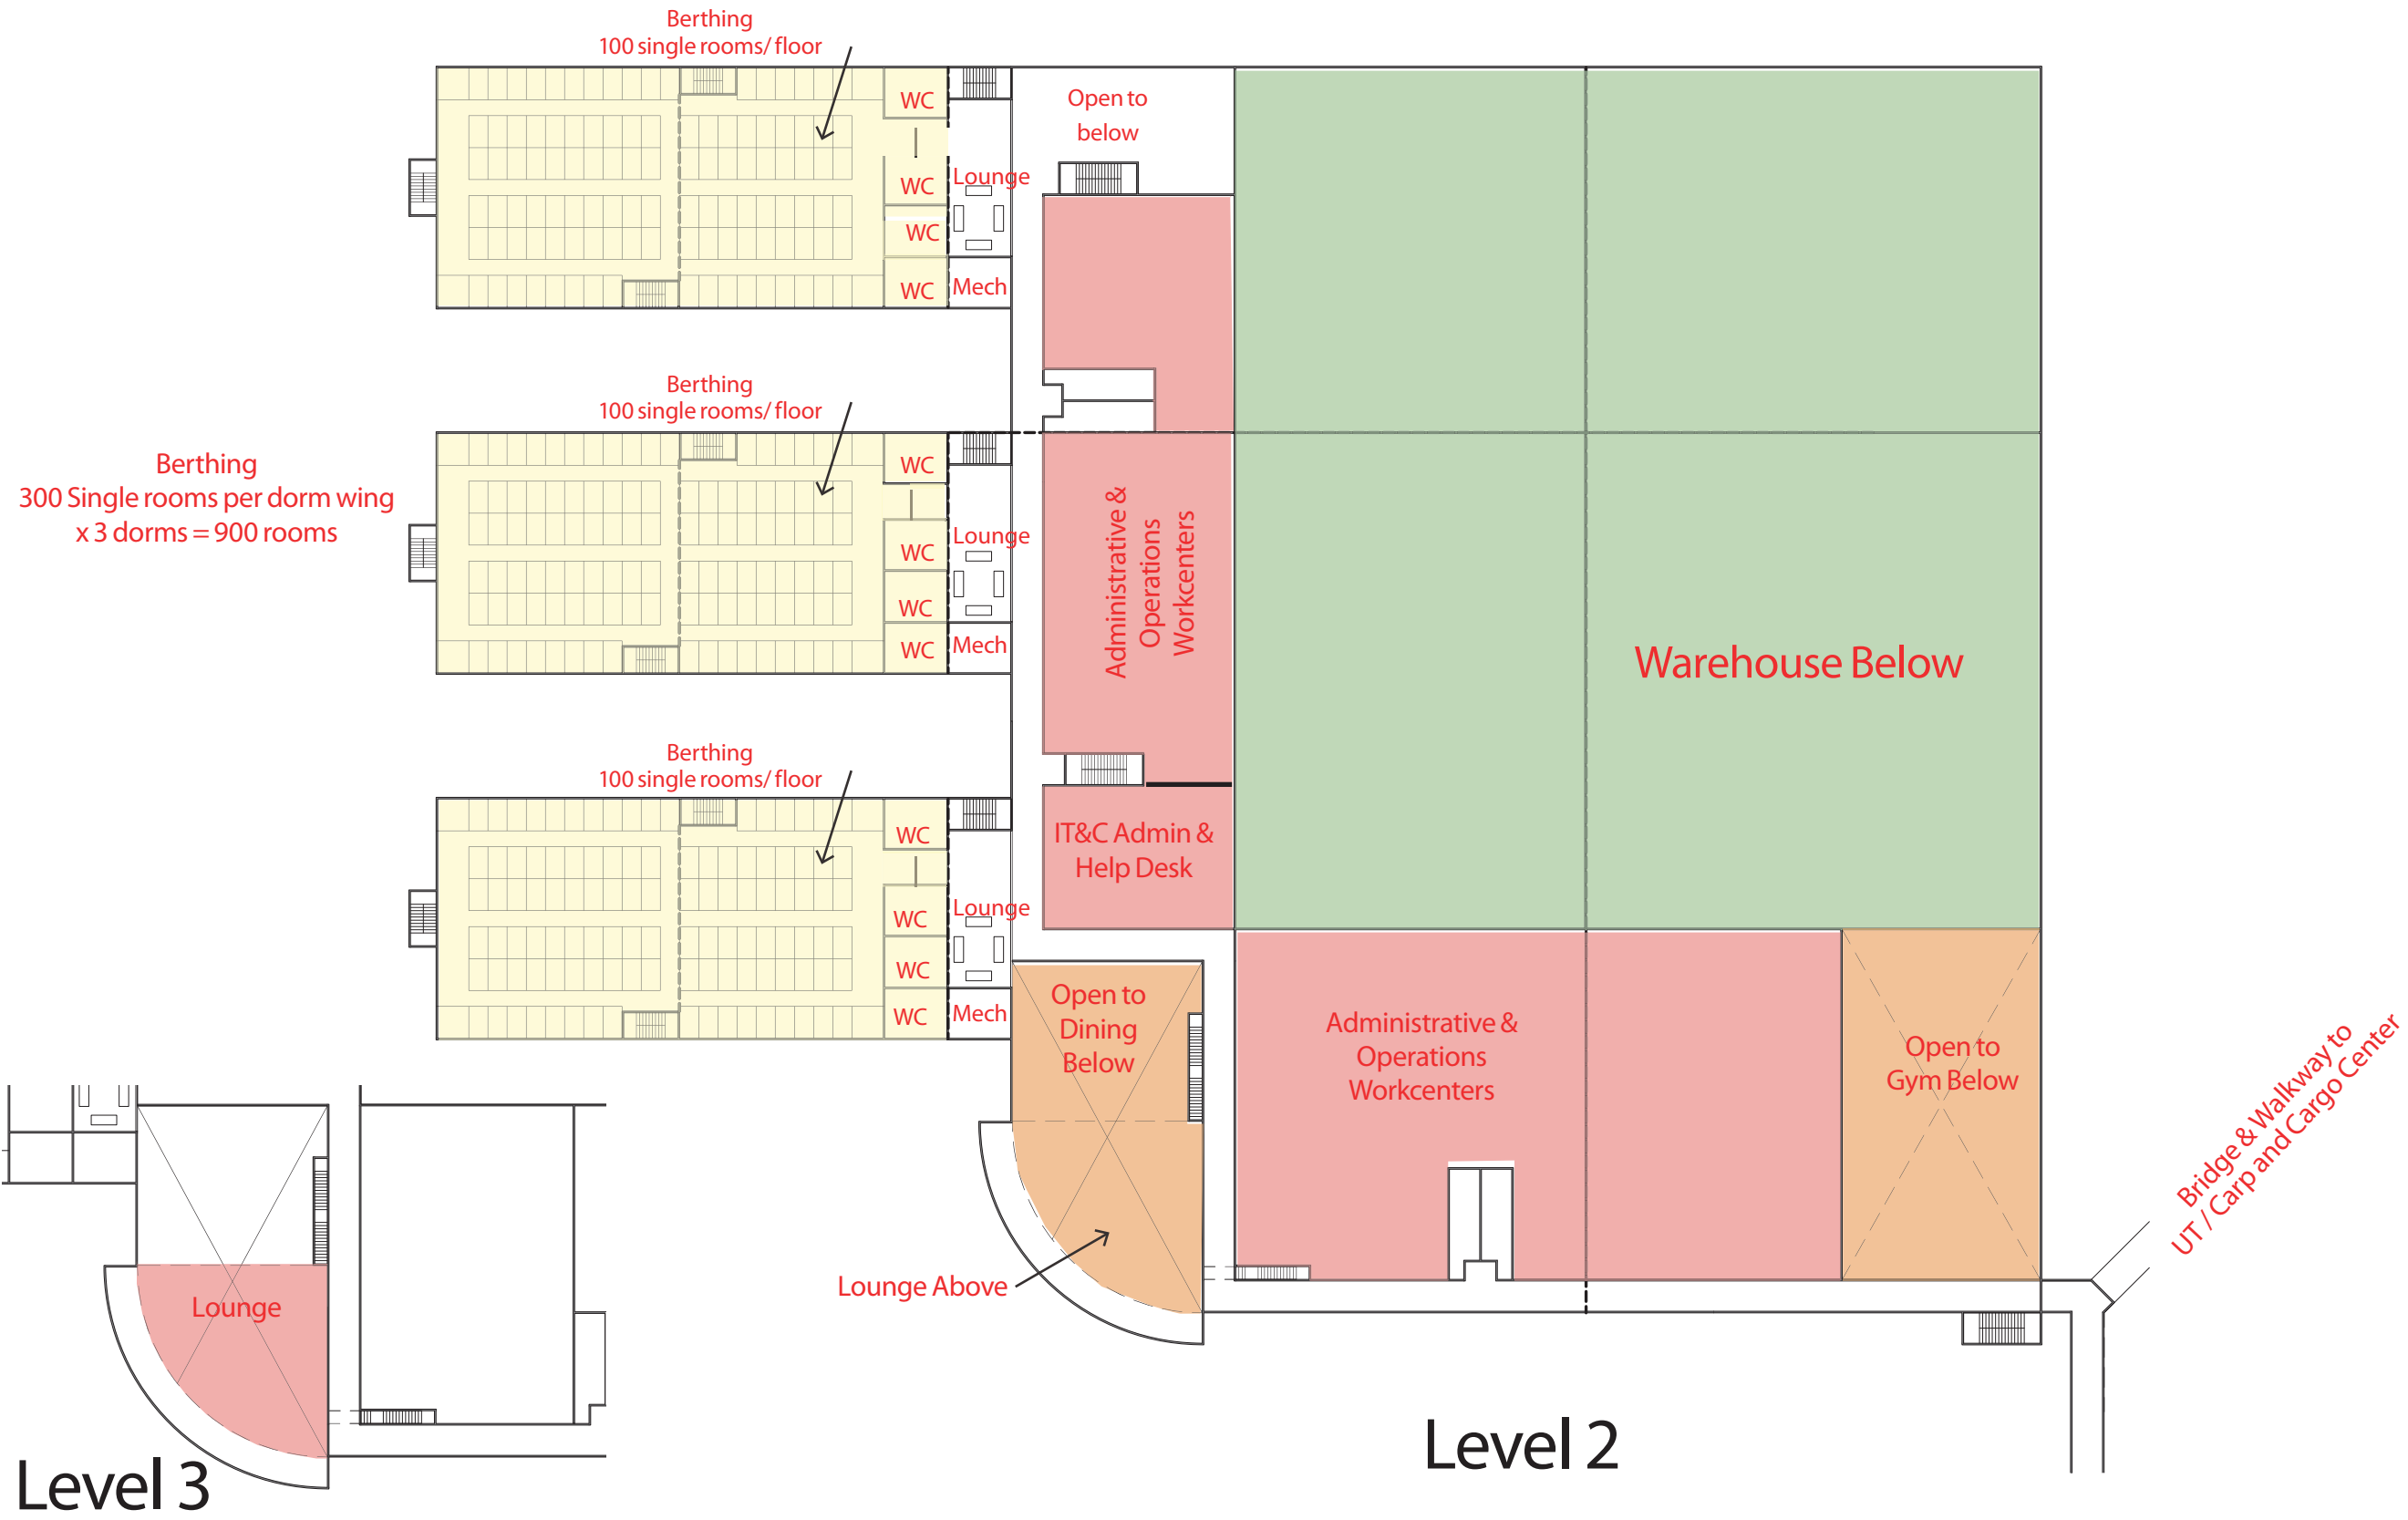 Berthing
100 single rooms/ floor
WC
WC
WC
WC
Lounge
Mech
Open to
below
Berthing
100 single rooms/ floor
WC
WC
WC
WC
Lounge
Mech
Berthing
300 Single rooms per dorm wing
x 3 dorms = 900 rooms
Administrative &
Operations
Workcenters
Warehouse Below
Berthing
100 single rooms/ floor
WC
WC
WC
WC
Lounge
Mech
IT&C Admin &
Help Desk
Open to
Dining
Below
Administrative &
Operations
Workcenters
Open to
Gym Below
Bridge & Walkway to
UT / Carp and Cargo Center
Lounge Above
Lounge
Level 3
Level 2